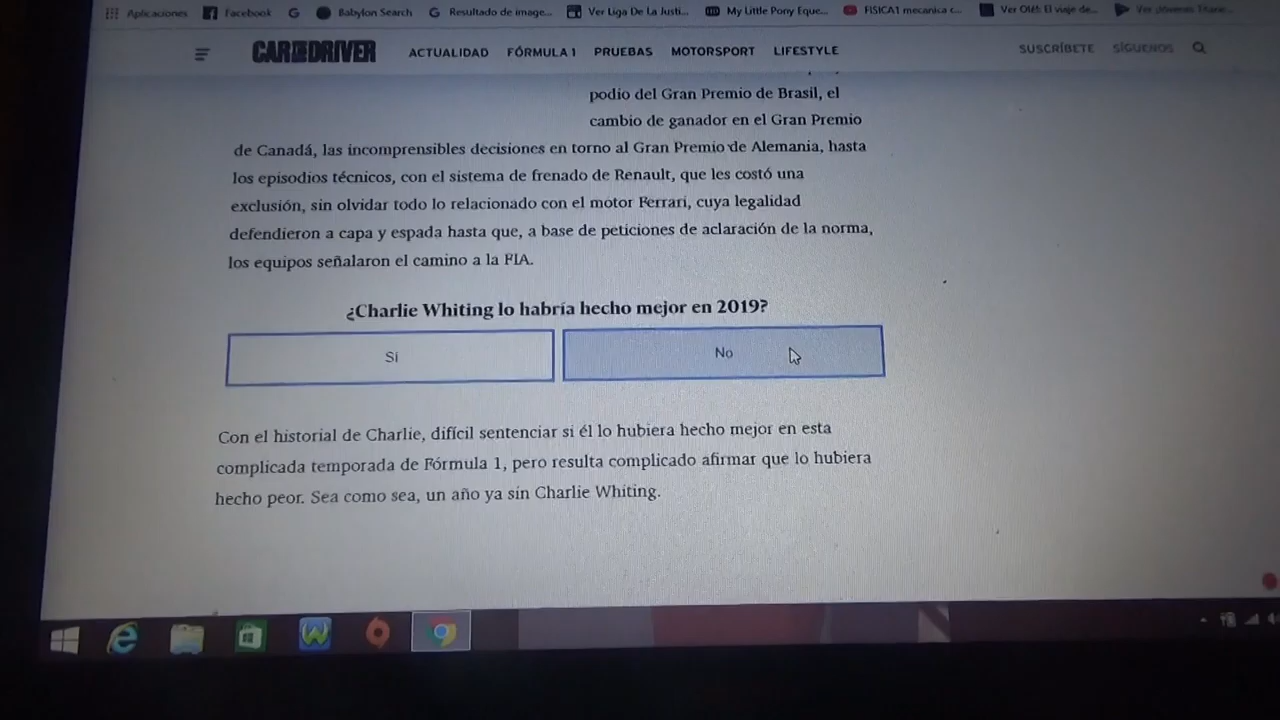 Aplicaciones Facebook G Babylon Search G Resultado de image... Ver Liga De La Justi... My Little Pony Eque... FISICA1 mecanica c... Ver Olé!: El viaje de... Ver
CAR AND DRIVER ACTUALIDAD FÓRMULA 1 PRUEBAS MOTORSPORT LIFESTYLE SUSCRÍBETE SÍGUENOS
podio del Gran Premio de Brasil, el
cambio de ganador en el Gran Premio
de Canadá, las incomprensibles decisiones en torno al Gran Premio de Alemania, hasta
los episodios técnicos, con el sistema de frenado de Renault, que les costó una
exclusión, sin olvidar todo lo relacionado con el motor Ferrari, cuya legalidad
defendieron a capa y espada hasta que, a base de peticiones de aclaración de la norma,
los equipos señalaron el camino a la FIA.
¿Charlie Whiting lo habría hecho mejor en 2019?
Sí No
Con el historial de Charlie, difícil sentenciar si él lo hubiera hecho mejor en esta
complicada temporada de Fórmula 1, pero resulta complicado afirmar que lo hubiera
hecho peor. Sea como sea, un año ya sin Charlie Whiting.